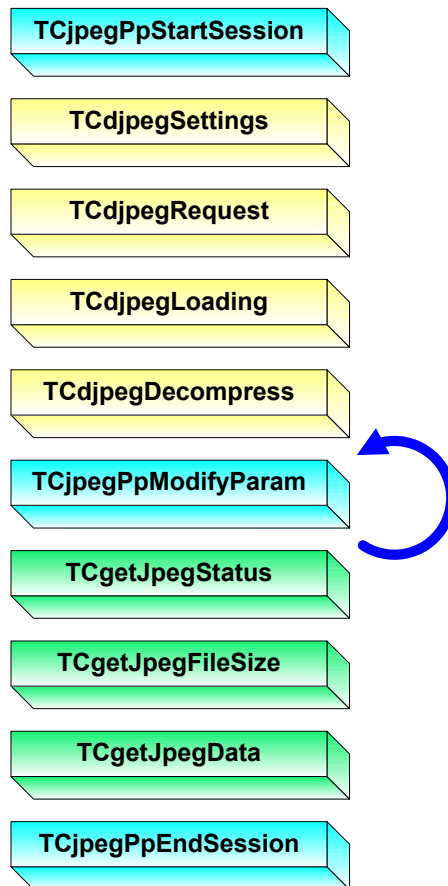 TCjpegPpStartSession
TCdjpegSettings
TCdjpegRequest
TCdjpegLoading
TCdjpegDecompress
TCjpegPpModifyParam
TCgetJpegStatus
TCgetJpegFileSize
TCgetJpegData
TCjpegPpEndSession